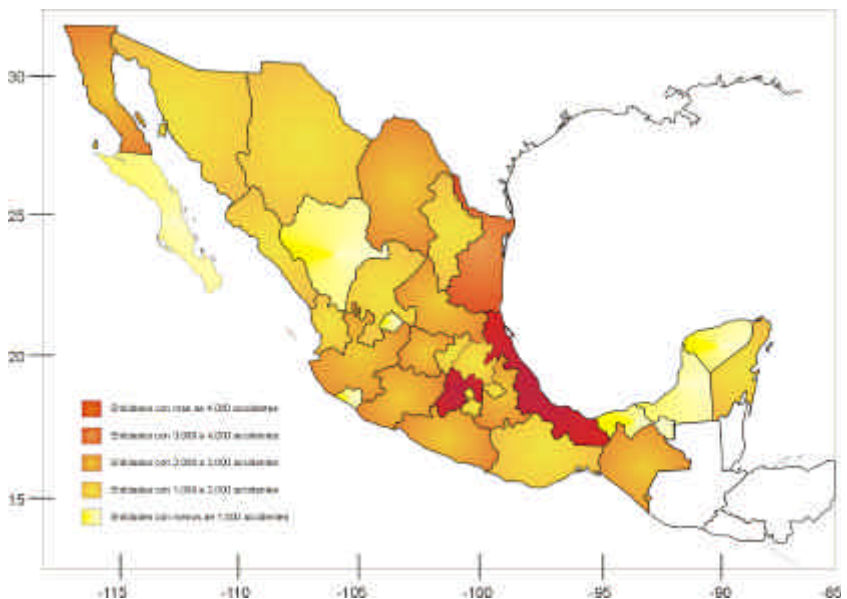 30
25
20
15
Entidades con mas de 4 000 accidentes
Entidades con 3,000 a 4,000 accidentes
Entidades con 2,000 a 3,000 accidentes
Entidades con 1,000 a 2,000 accidentes
Entidades con menos de 1,000 accidentes
-115 -110 -105 -100 -95 -90 -85